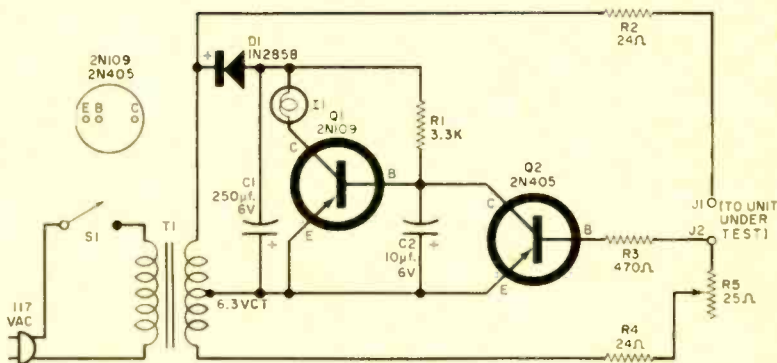 2N109
2N405
E B C
S1
117
VAC
T1
6.3VCT
+
D1
1N2858
I1
C1
250µf.
6V
+
Q1
2N109
C
B
E
R1
3.3K
C2
10µf.
6V
+
Q2
2N405
C
B
E
R2
24Ω
J1
(TO UNIT
UNDER
TEST)
J2
R3
470Ω
R5
25Ω
R4
24Ω